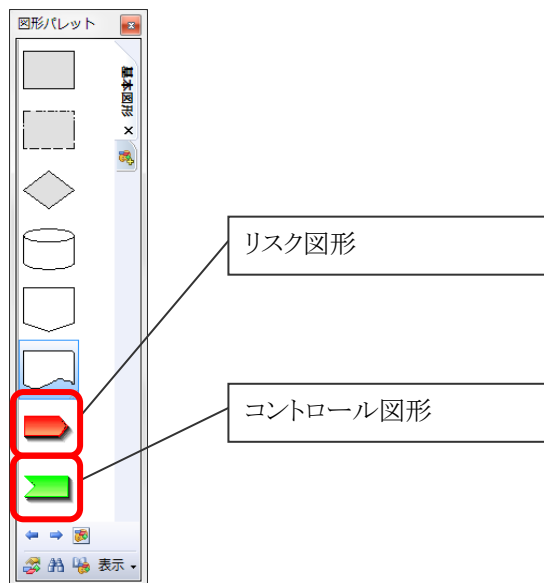 図形パレット
基本図形
リスク図形
コントロール図形
表示